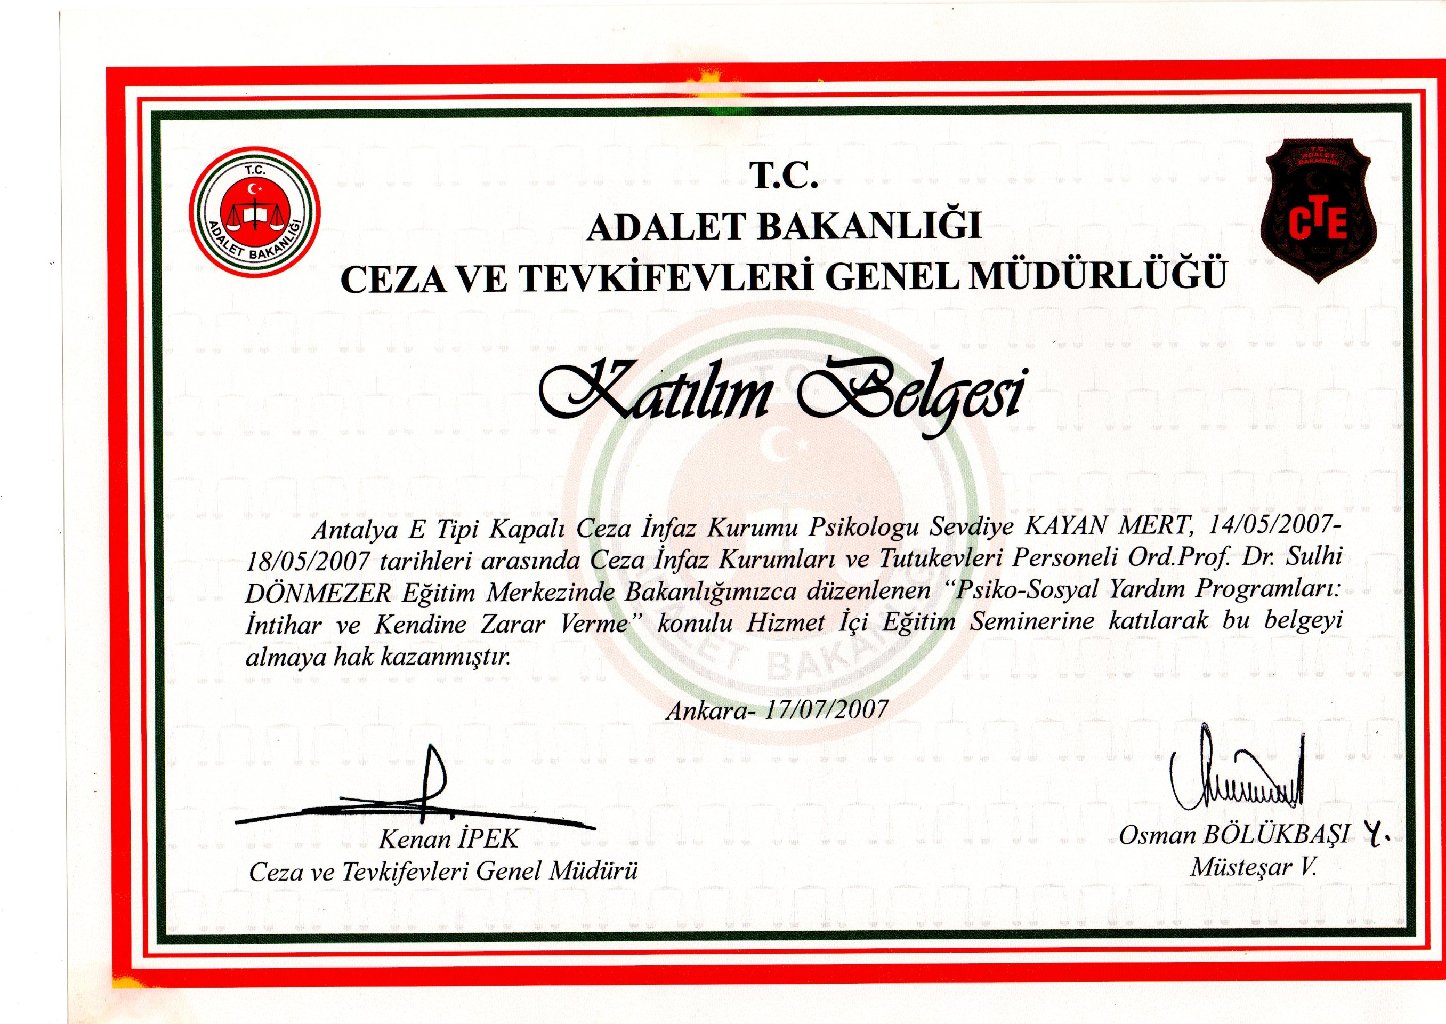 T.C.
ADALET BAKANLIĞI
T.C.
ADALET BAKANLIĞI
CEZA VE TEVKİFEVLERİ GENEL MÜDÜRLÜĞÜ
T.C.
ADALET
BAKANLIĞI
CTE
Katılım Belgesi
Antalya E Tipi Kapalı Ceza İnfaz Kurumu Psikologu Sevdiye KAYAN MERT, 14/05/2007-
18/05/2007 tarihleri arasında Ceza İnfaz Kurumları ve Tutukevleri Personeli Ord.Prof. Dr. Sulhi
DÖNMEZER Eğitim Merkezinde Bakanlığımızca düzenlenen “Psiko-Sosyal Yardım Programları:
İntihar ve Kendine Zarar Verme” konulu Hizmet İçi Eğitim Seminerine katılarak bu belgeyi
almaya hak kazanmıştır.
Ankara- 17/07/2007
Kenan İPEK
Ceza ve Tevkifevleri Genel Müdürü
Osman BÖLÜKBAŞI Y.
Müsteşar V.